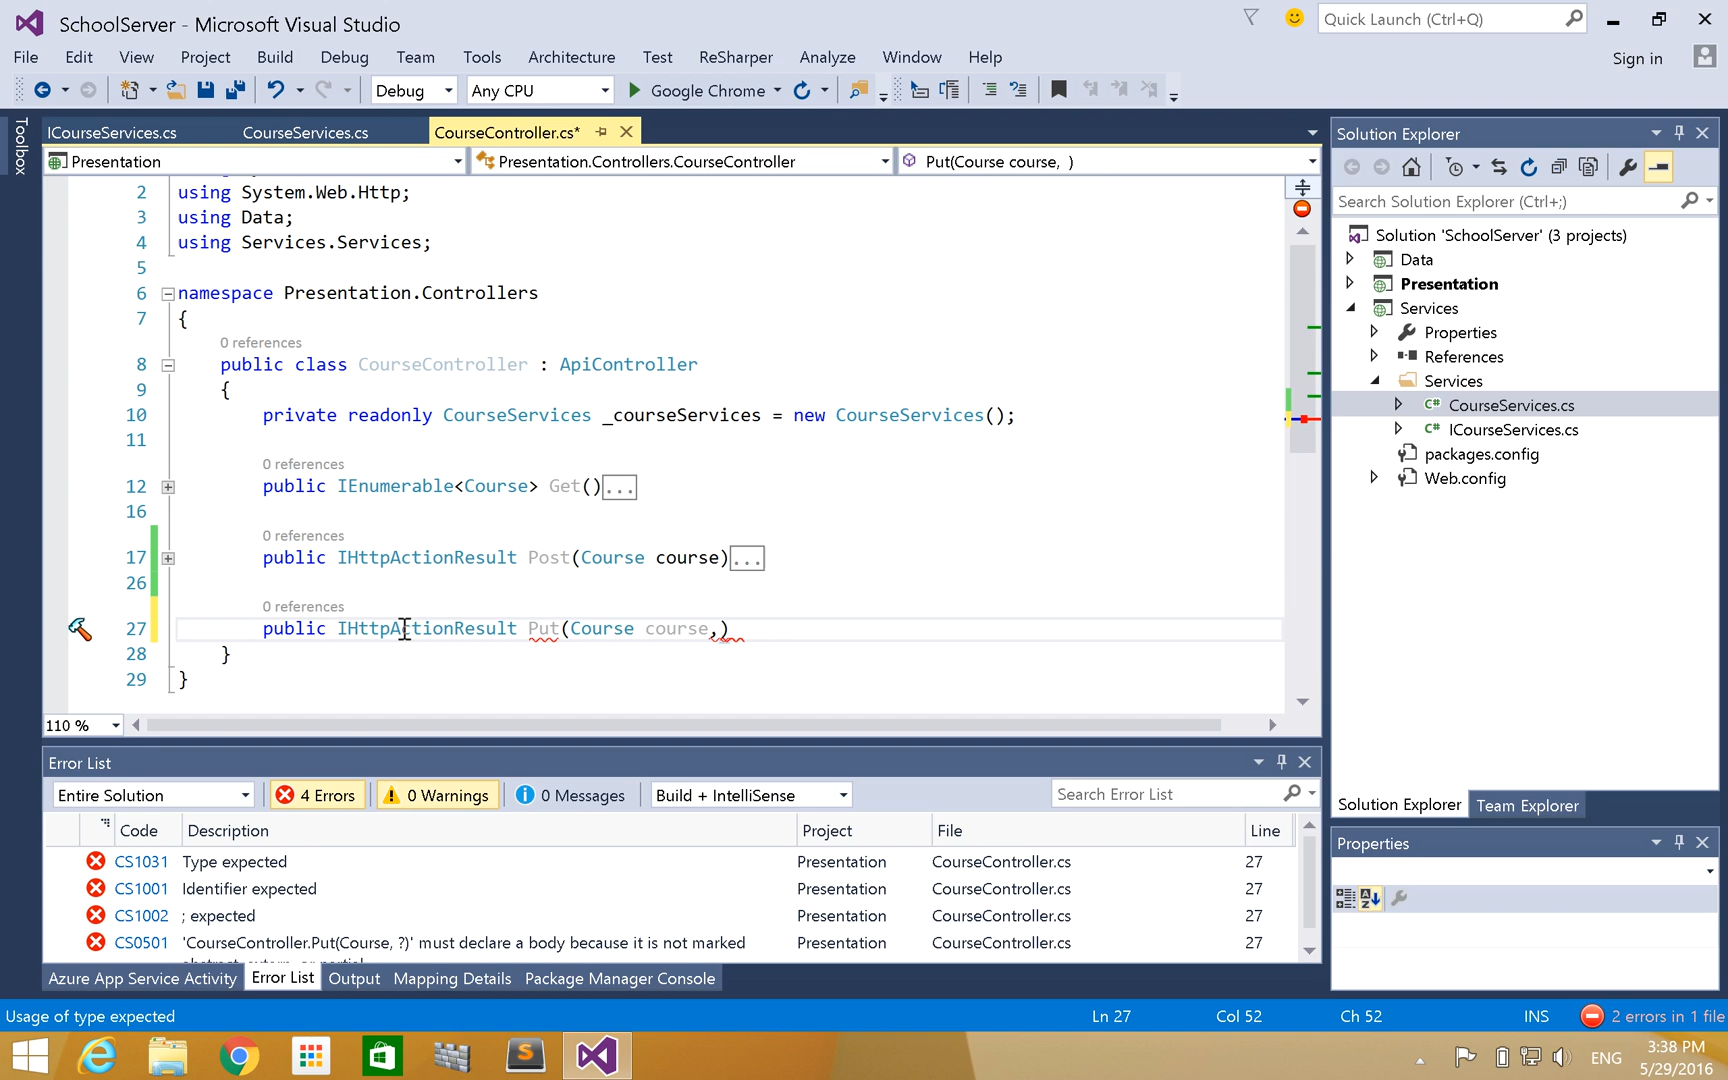 SchoolServer - Microsoft Visual Studio
Quick Launch (Ctrl+Q)
File Edit View Project Build Debug Team Tools Architecture Test ReSharper Analyze Window Help
Sign in
Debug Any CPU Google Chrome
Toolbox
ICourseServices.cs CourseServices.cs CourseController.cs*
Presentation Presentation.Controllers.CourseController Put(Course course, )
2 using System.Web.Http;
3 using Data;
4 using Services.Services;
5
6 namespace Presentation.Controllers
7 {
0 references
8 public class CourseController : ApiController
9 {
10 private readonly CourseServices _courseServices = new CourseServices();
11
0 references
12 public IEnumerable<Course> Get()...
16
0 references
17 public IHttpActionResult Post(Course course)...
26
0 references
27 public IHttpActionResult Put(Course course,)
28 }
29 }
110 %
Solution Explorer
Search Solution Explorer (Ctrl+;)
Solution 'SchoolServer' (3 projects)
Data
Presentation
Services
Properties
References
Services
CourseServices.cs
ICourseServices.cs
packages.config
Web.config
Solution Explorer Team Explorer
Properties
Error List
Entire Solution 4 Errors 0 Warnings 0 Messages Build + IntelliSense Search Error List
Code Description Project File Line
CS1031 Type expected Presentation CourseController.cs 27
CS1001 Identifier expected Presentation CourseController.cs 27
CS1002 ; expected Presentation CourseController.cs 27
CS0501 'CourseController.Put(Course, ?)' must declare a body because it is not marked Presentation CourseController.cs 27
Azure App Service Activity Error List Output Mapping Details Package Manager Console
Usage of type expected Ln 27 Col 52 Ch 52 INS 2 errors in 1 file
ENG
3:38 PM
5/29/2016